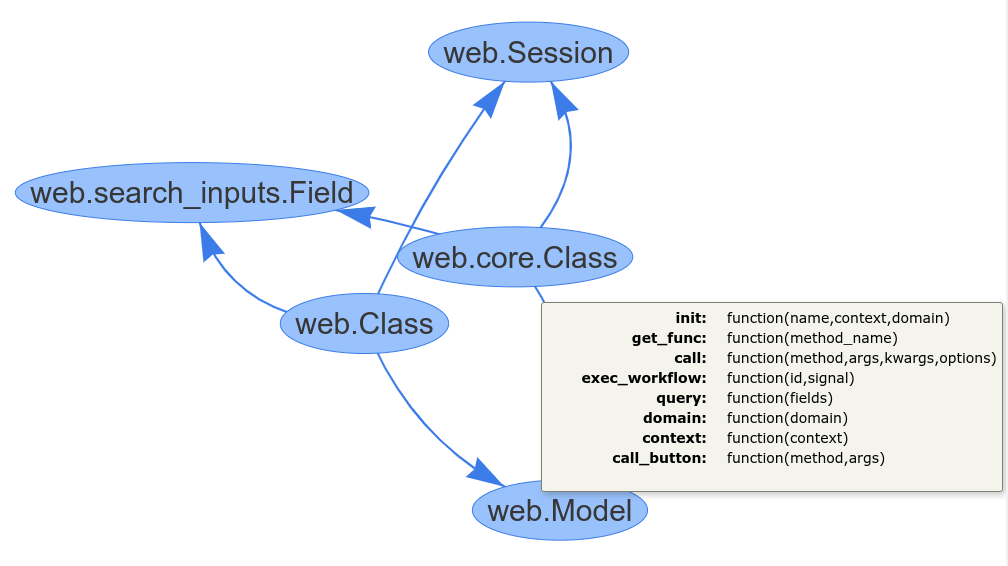 web.Session
web.search_inputs.Field
web.core.Class
web.Class
init: function(name,context,domain)
get_func: function(method_name)
call: function(method,args,kwargs,options)
exec_workflow: function(id,signal)
query: function(fields)
domain: function(domain)
context: function(context)
call_button: function(method,args)
web.Model